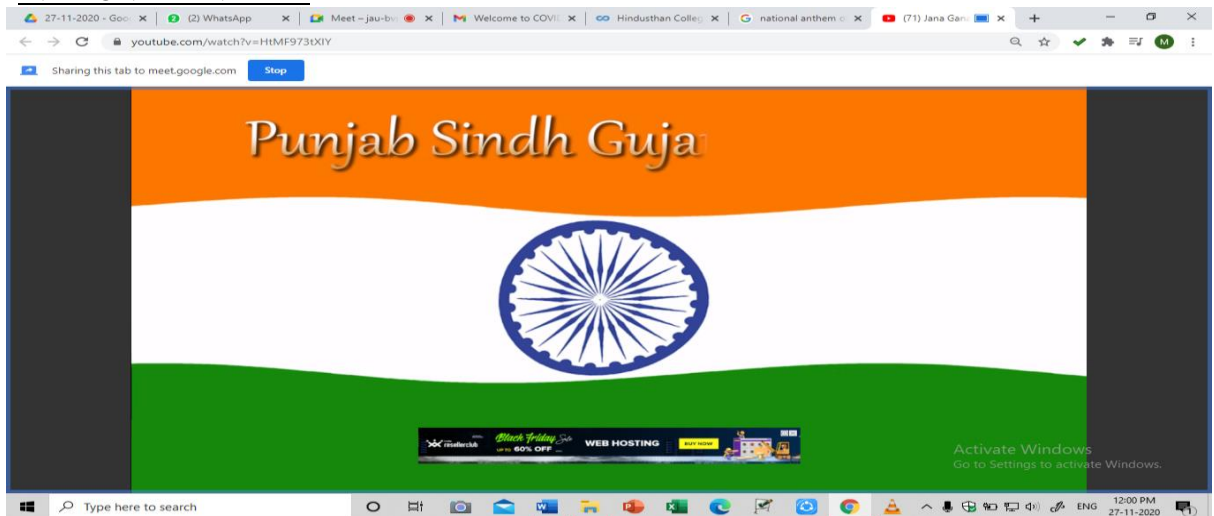 27-11-2020 - Goo
(2) WhatsApp
Meet – jau-bv
Welcome to COVI
Hindusthan Colleg
national anthem o
(71) Jana Gan
youtube.com/watch?v=HtMF973tXIY
M
Sharing this tab to meet.google.com
Stop
Punjab Sindh Guja
resellerclub
Black Friday Sale
UP TO 60% OFF
WEB HOSTING
BUY NOW
Activate Windows
Go to Settings to activate Windows.
Type here to search
ENG
12:00 PM
27-11-2020